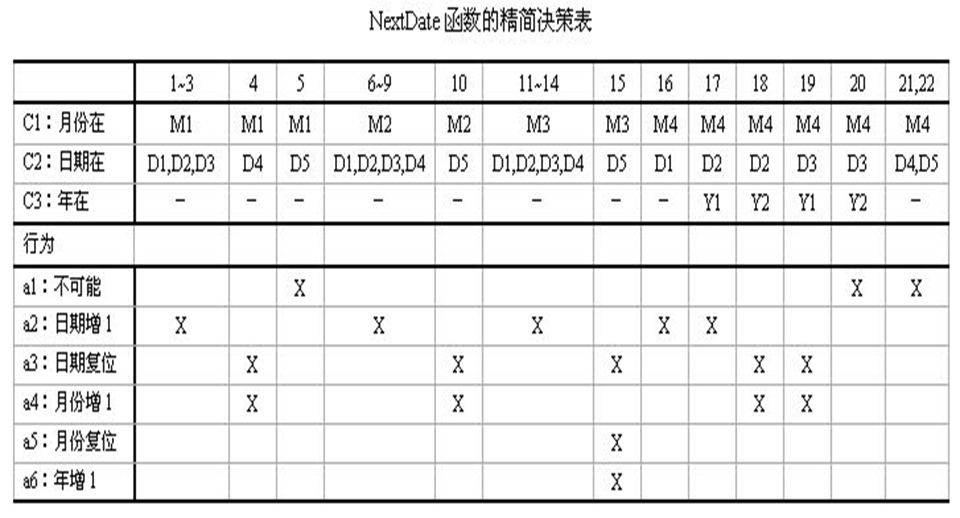 NextDate 函数的精简决策表
1~3 4 5 6~9 10 11~14 15 16 17 18 19 20 21,22
C1：月份在 M1 M1 M1 M2 M2 M3 M3 M4 M4 M4 M4 M4 M4
C2：日期在 D1,D2,D3 D4 D5 D1,D2,D3,D4 D5 D1,D2,D3,D4 D5 D1 D2 D2 D3 D3 D4,D5
C3：年在 – – – – – – – – Y1 Y2 Y1 Y2 –
行为
a1：不可能 X X X
a2：日期增1 X X X X X
a3：日期复位 X X X X X
a4：月份增1 X X X X
a5：月份复位 X
a6：年增1 X